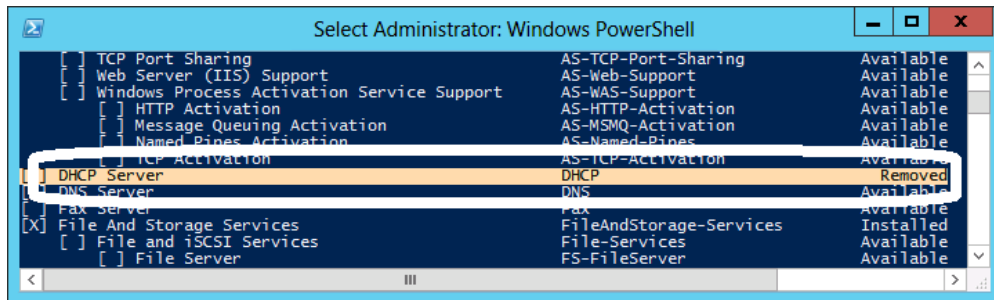 Select Administrator: Windows PowerShell
[ ] TCP Port Sharing AS-TCP-Port-Sharing Available
[ ] Web Server (IIS) Support AS-Web-Support Available
[ ] Windows Process Activation Service Support AS-WAS-Support Available
[ ] HTTP Activation AS-HTTP-Activation Available
[ ] Message Queuing Activation AS-MSMQ-Activation Available
[ ] Named Pipes Activation AS-Named-Pipes Available
[ ] TCP Activation AS-TCP-Activation Available
[ ] DHCP Server DHCP Removed
[ ] DNS Server DNS Available
[ ] Fax Server Fax Available
[X] File And Storage Services FileAndStorage-Services Installed
[ ] File and iSCSI Services File-Services Available
[ ] File Server FS-FileServer Available